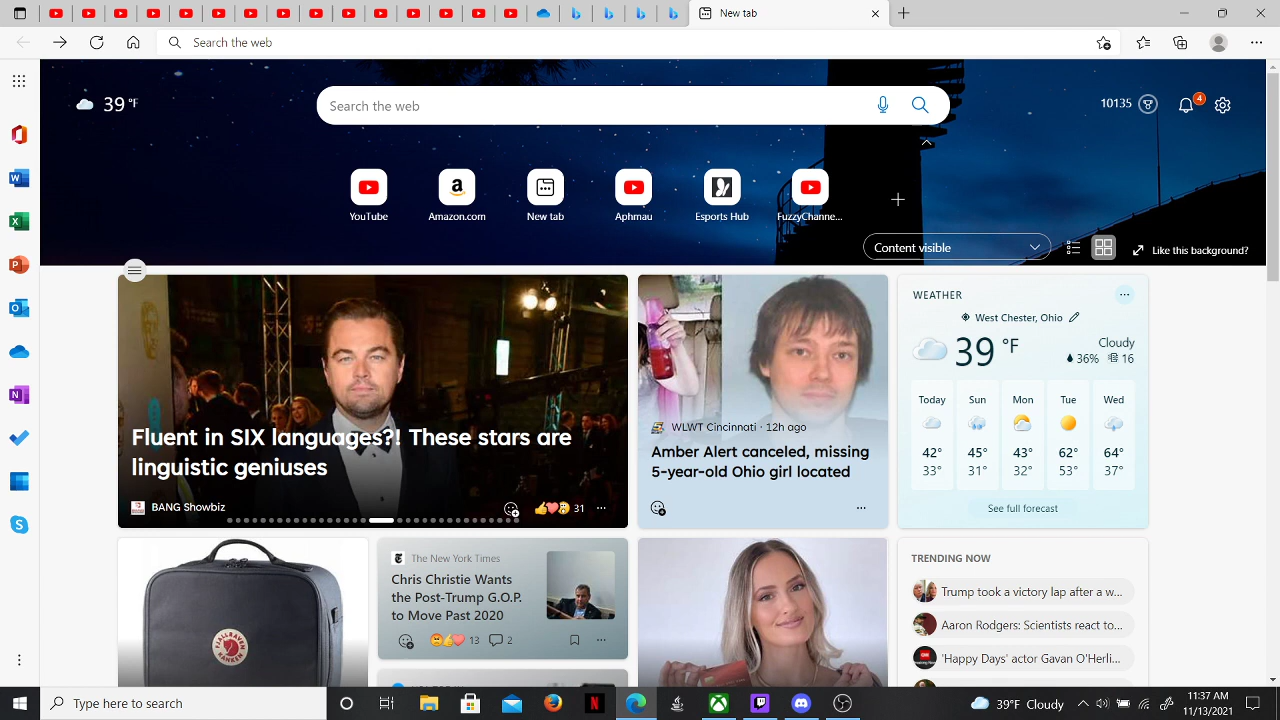 New tab
Search the web
39 °F
Search the web
10135
4
YouTube
Amazon.com
New tab
Aphmau
Esports Hub
FuzzyChanne...
Content visible
Like this background?
Fluent in SIX languages?! These stars are
linguistic geniuses
BANG Showbiz
31
WLWT Cincinnati · 12h ago
Amber Alert canceled, missing
5-year-old Ohio girl located
WEATHER
West Chester, Ohio
39 °F
Cloudy
36% 16
Today Sun Mon Tue Wed
42° 45° 43° 62° 64°
33° 31° 32° 53° 37°
See full forecast
FJÄLLRÄVEN
KÅNKEN
The New York Times
Chris Christie Wants
the Post-Trump G.O.P.
to Move Past 2020
13 2
TRENDING NOW
Trump took a victory lap after a w...
Aaron Rodgers: Scientists react to...
'Happy Days' actor Gavan O'Herli...
Type here to search
39°F Cloudy
11:37 AM
11/13/2021